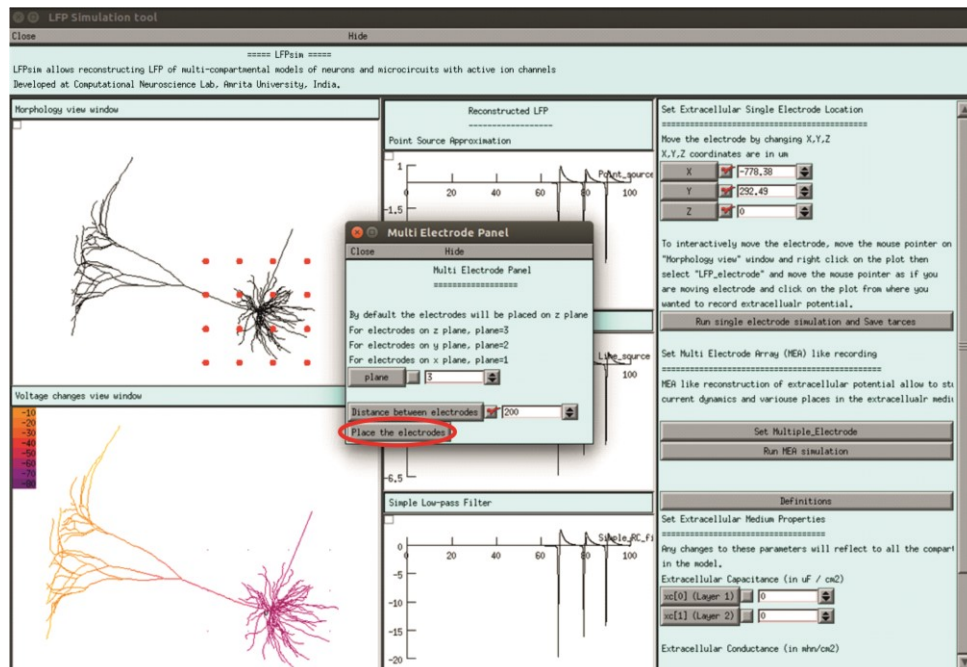 LFP Simulation tool
Close Hide
===== LFPsim =====
LFPsim allows reconstructing LFP of multi-compartmental models of neurons and microcircuits with active ion channels
Developed at Computational Neuroscience Lab, Amrita University, India.
Morphology view window
Voltage changes view window
-10
-20
-30
-40
-50
-60
-70
-80
Reconstructed LFP
------------------
Point Source Approximation
1
0
20
40
60
80
100
-1.5
Point_source
Line_source
100
-6.5
Simple Low-pass Filter
0
20
40
60
80
100
-5
-10
-15
-20
Simple_RC_fi
Multi Electrode Panel
Close Hide
Multi Electrode Panel
==================
By default the electrodes will be placed on z plane
For electrodes on z plane, plane=3
For electrodes on y plane, plane=2
For electrodes on x plane, plane=1
plane 3
Distance between electrodes 200
Place the electrodes
Set Extracellular Single Electrode Location
===========================================
Move the electrode by changing X,Y,Z
X,Y,Z coordinates are in um
X -778.38
Y 292.49
Z 0
To interactively move the electrode, move the mouse pointer on
"Morphology view" window and right click on the plot then
select "LFP_electrode" and move the mouse pointer as if you
are moving electrode and click on the plot from where you
wanted to record extracellualr potential.
Run single electrode simulation and Save tarces
Set Multi Electrode Array (MEA) like recording
==============================================
MEA like reconstruction of extracellular potential allow to stu
current dynamics and variouse places in the extracellualr mediu
Set Multiple_Electrode
Run MEA simulation
Definitions
Set Extracellular Medium Properties
==================================
Any changes to these parameters will reflect to all the compart
in the model.
Extracellular Capacitance (in uF / cm2)
xc[0] (Layer 1) 0
xc[1] (Layer 2) 0
Extracellular Conductance (in mhn/cm2)